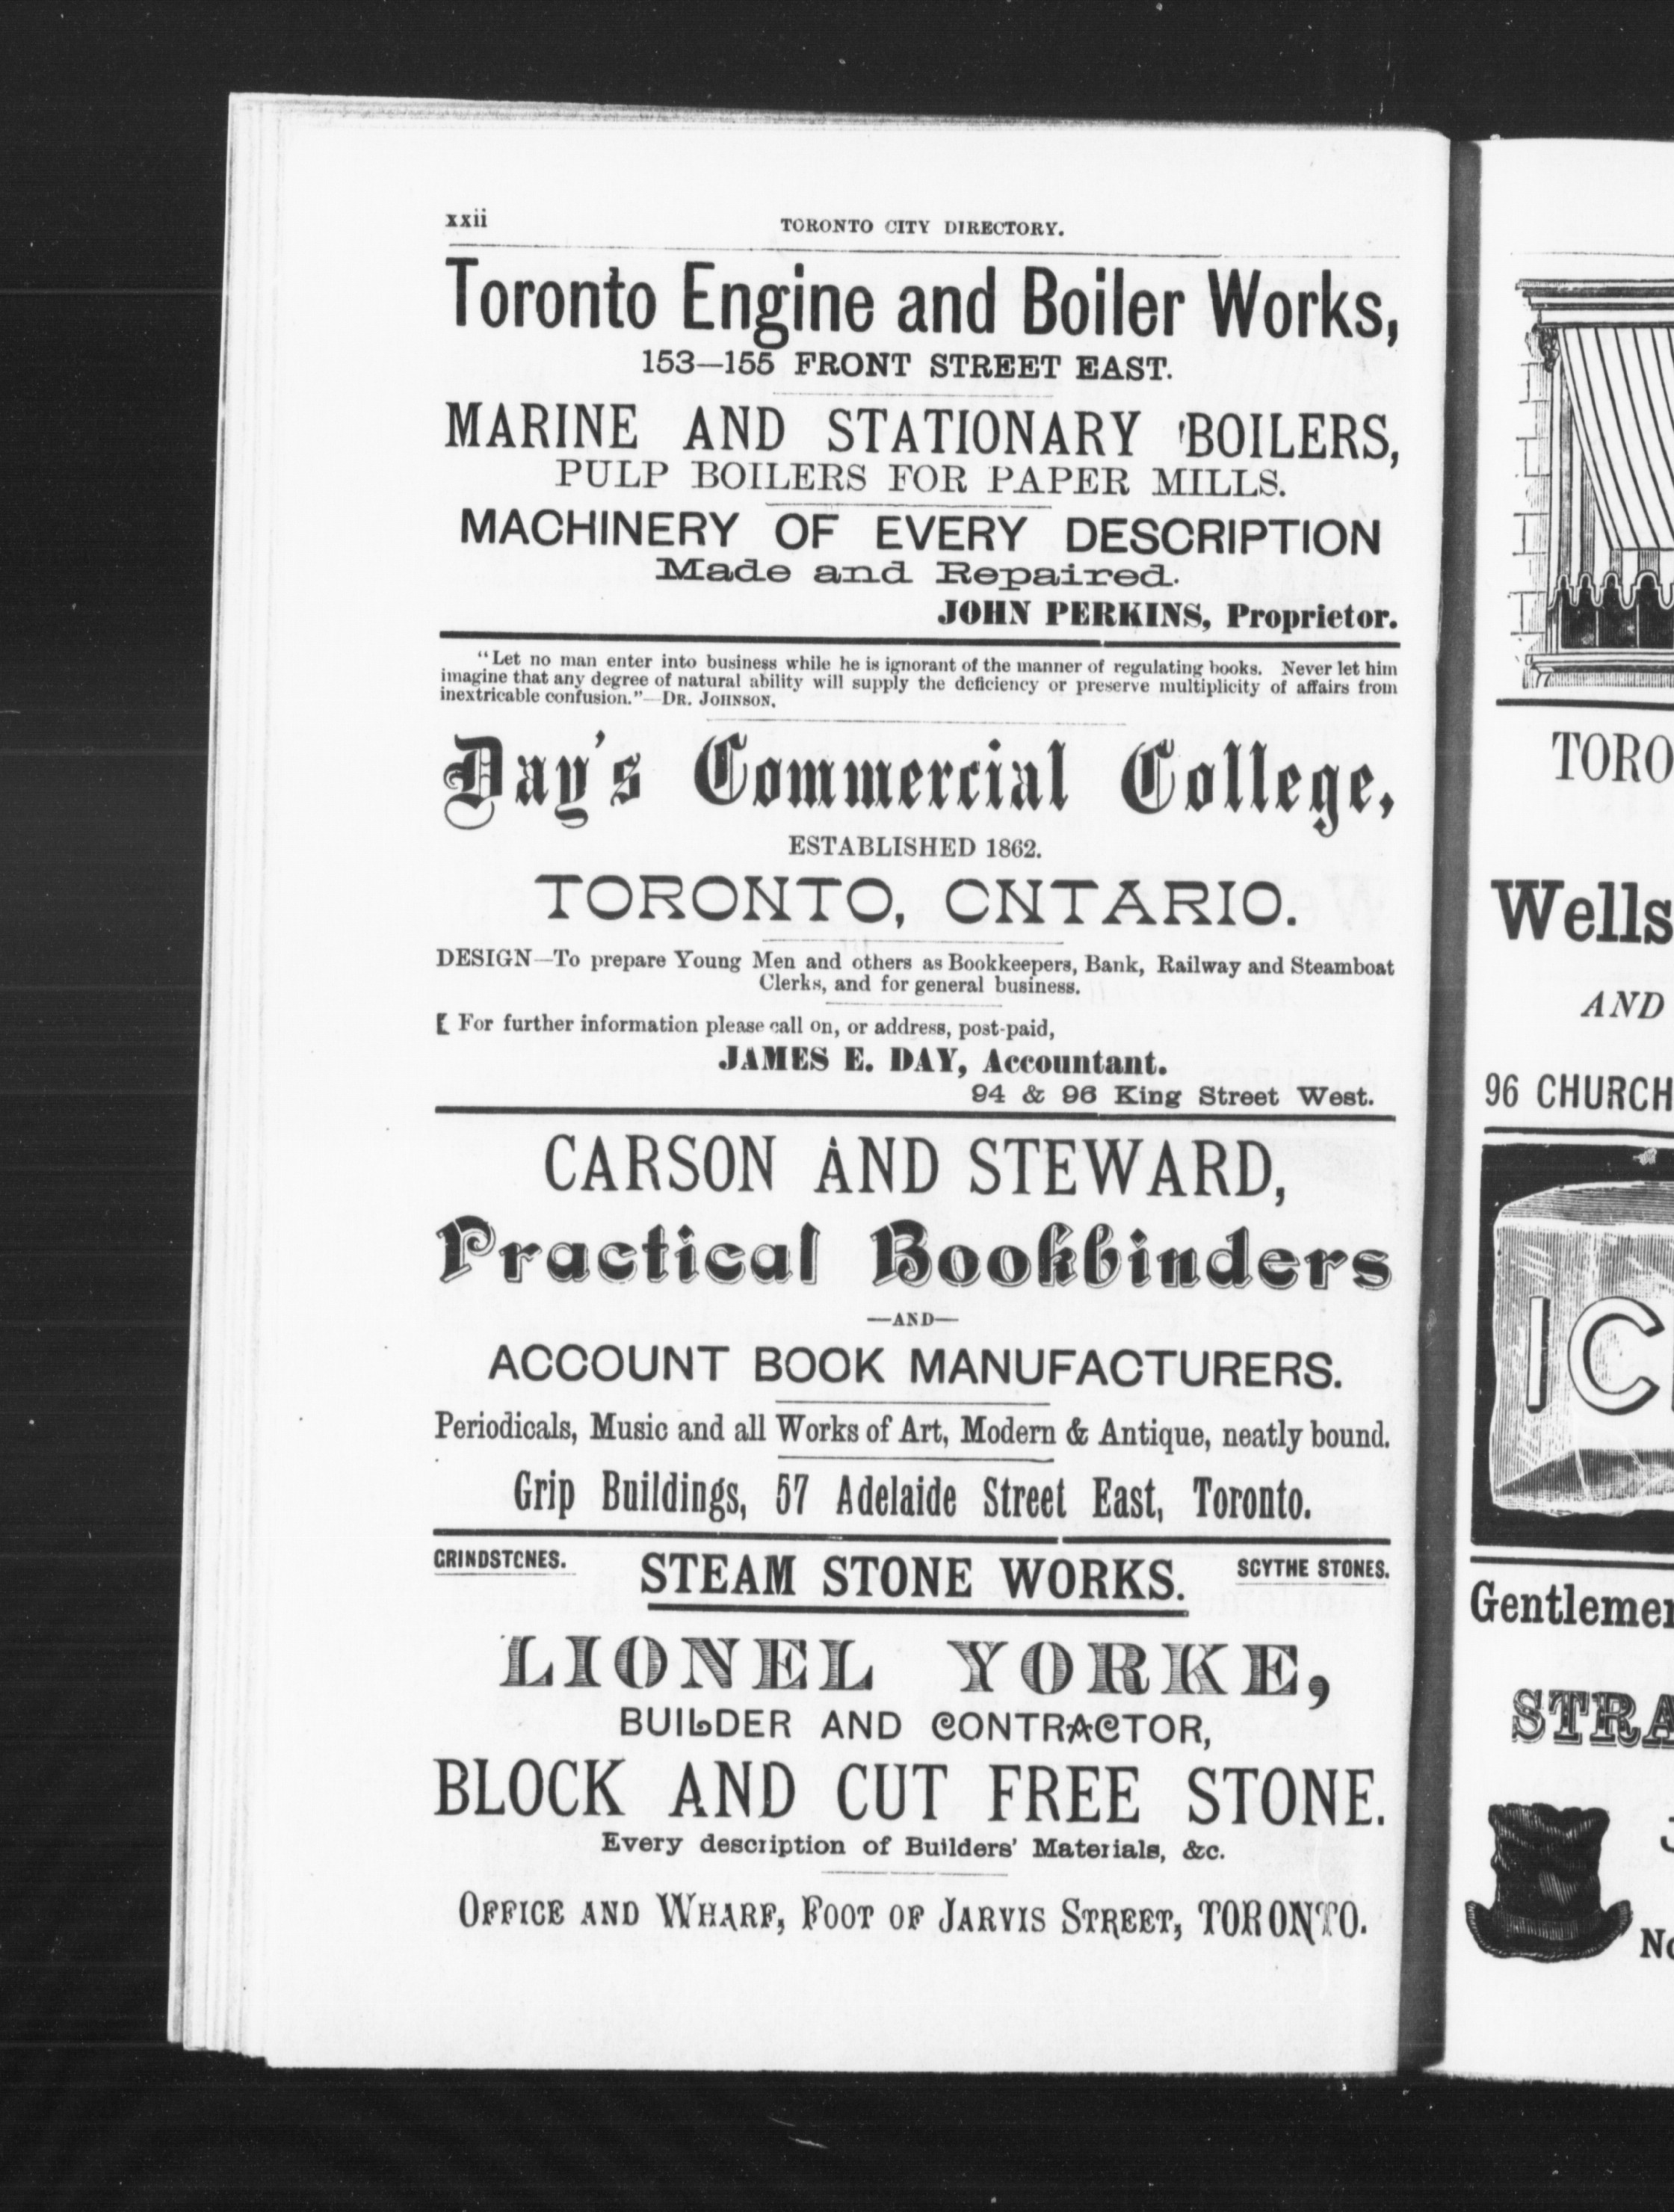 xxii
TORONTO CITY DIRECTORY.
Toronto Engine and Boiler Works,
153—155 FRONT STREET EAST.
MARINE AND STATIONARY BOILERS,
PULP BOILERS FOR PAPER MILLS.
MACHINERY OF EVERY DESCRIPTION
Made and Repaired.
JOHN PERKINS, Proprietor.
"Let no man enter into business while he is ignorant of the manner of regulating books. Never let him
imagine that any degree of natural ability will supply the deficiency or preserve multiplicity of affairs from
inextricable confusion."—DR. JOHNSON.
Day's Commercial College,
ESTABLISHED 1862.
TORONTO, CNTARIO.
DESIGN—To prepare Young Men and others as Bookkeepers, Bank, Railway and Steamboat
Clerks, and for general business.
[ For further information please call on, or address, post-paid,
JAMES E. DAY, Accountant.
94 & 96 King Street West.
CARSON AND STEWARD,
Practical Bookbinders
—AND—
ACCOUNT BOOK MANUFACTURERS.
Periodicals, Music and all Works of Art, Modern & Antique, neatly bound.
Grip Buildings, 57 Adelaide Street East, Toronto.
GRINDSTCNES.
STEAM STONE WORKS.
SCYTHE STONES.
LIONEL YORKE,
BUILDER AND CONTRACTOR,
BLOCK AND CUT FREE STONE.
Every description of Builders' Materials, &c.
OFFICE AND WHARF, FOOT OF JARVIS STREET, TORONTO.
TORO
Wells
AND
96 CHURCH
IC
Gentlemen
STRA
J
No